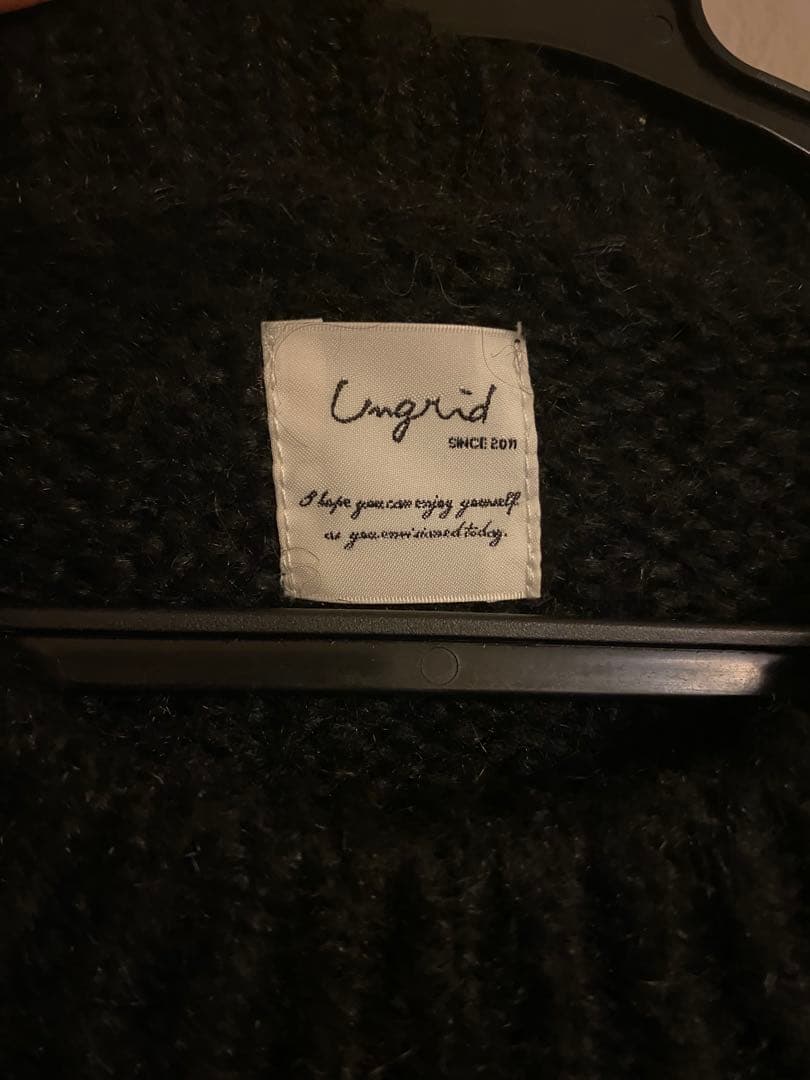 Ungrid
SINCE 2011
I hope you can enjoy yourself
as you envisioned today.